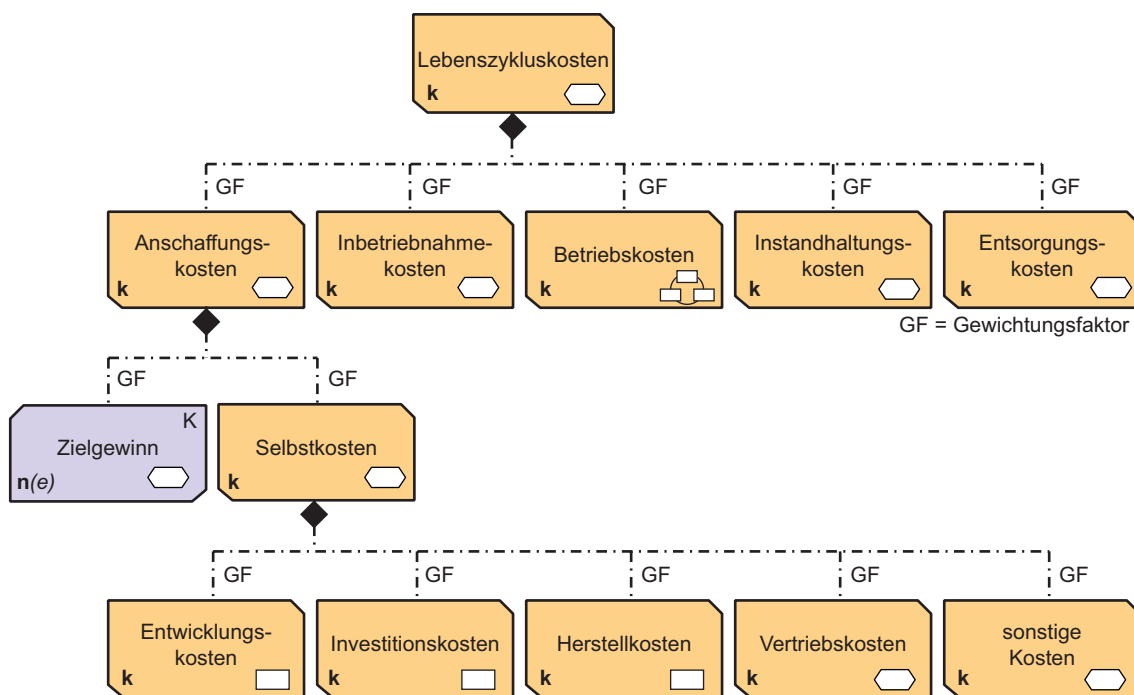 Lebenszykluskosten
k
GF GF GF GF GF
Anschaffungs-
kosten
k
Inbetriebnahme-
kosten
k
Betriebskosten
k
Instandhaltungs-
kosten
k
Entsorgungs-
kosten
k
GF = Gewichtungsfaktor
GF GF
K
Zielgewinn
n(e)
Selbstkosten
k
GF GF GF GF GF
Entwicklungs-
kosten
k
Investitionskosten
k
Herstellkosten
k
Vertriebskosten
k
sonstige
Kosten
k